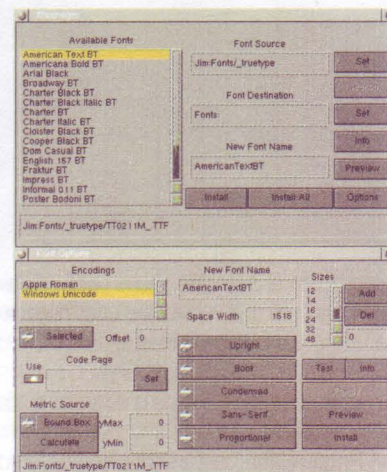 Available Fonts
American Text BT
Americana Bold BT
Arial Black
Broadway BT
Charter Black BT
Charter Black Italic BT
Charter BT
Charter Italic BT
Cloister Black BT
Cooper Black BT
Dom Casual BT
English 157 BT
Fraktur BT
Impress BT
Informal 011 BT
Poster Bodoni BT
Font Source
Jim:Fonts/_truetype
Set
Font Destination
Fonts:
Set
Info
New Font Name
AmericanTextBT
Preview
Install
Install All
Options
Jim:Fonts/_truetype/TT0211M_.TTF
Encodings
Apple Roman
Windows Unicode
Selected
Offset 0
Use
Code Page
Set
Metric Source
Bound Box
yMax 0
Calculate
yMin 0
New Font Name
AmericanTextBT
Space Width 1516
Upright
Book
Condensed
Sans-Serif
Proportional
Sizes
12
14
16
24
32
48
Add
Del
0
Test
Info
Preview
Install
Jim:Fonts/_truetype/TT0211M_.TTF